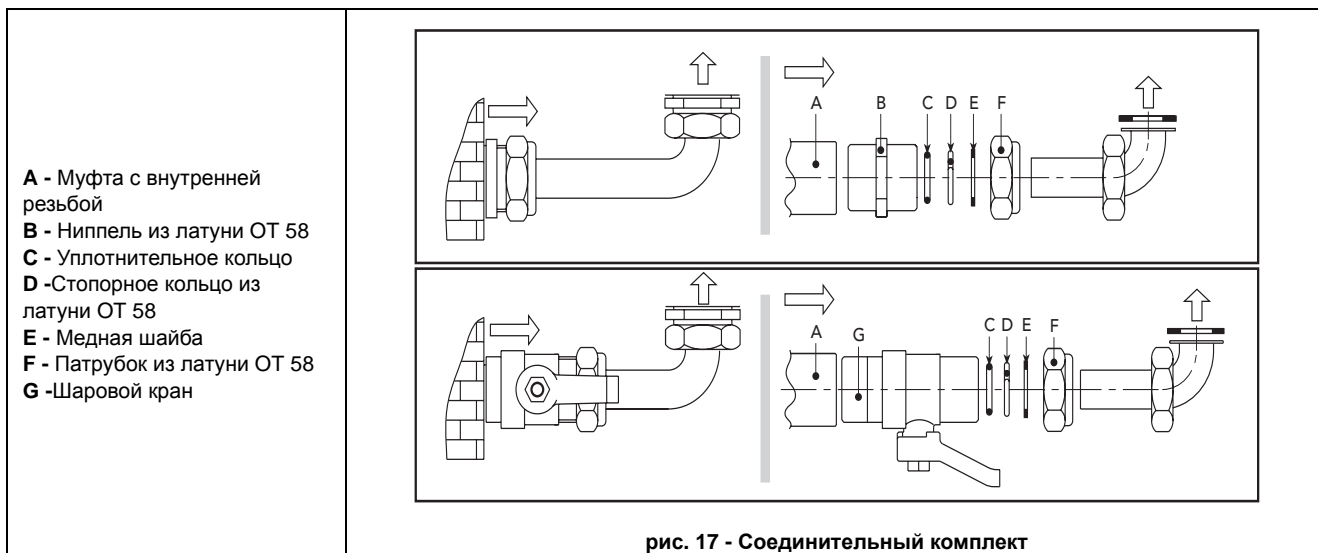 A - Муфта с внутренней
резьбой
B - Ниппель из латуни ОТ 58
C - Уплотнительное кольцо
D -Стопорное кольцо из
латуни ОТ 58
E - Медная шайба
F - Патрубок из латуни ОТ 58
G -Шаровой кран
A B C D E F
A G C D E F
рис. 17 - Соединительный комплект